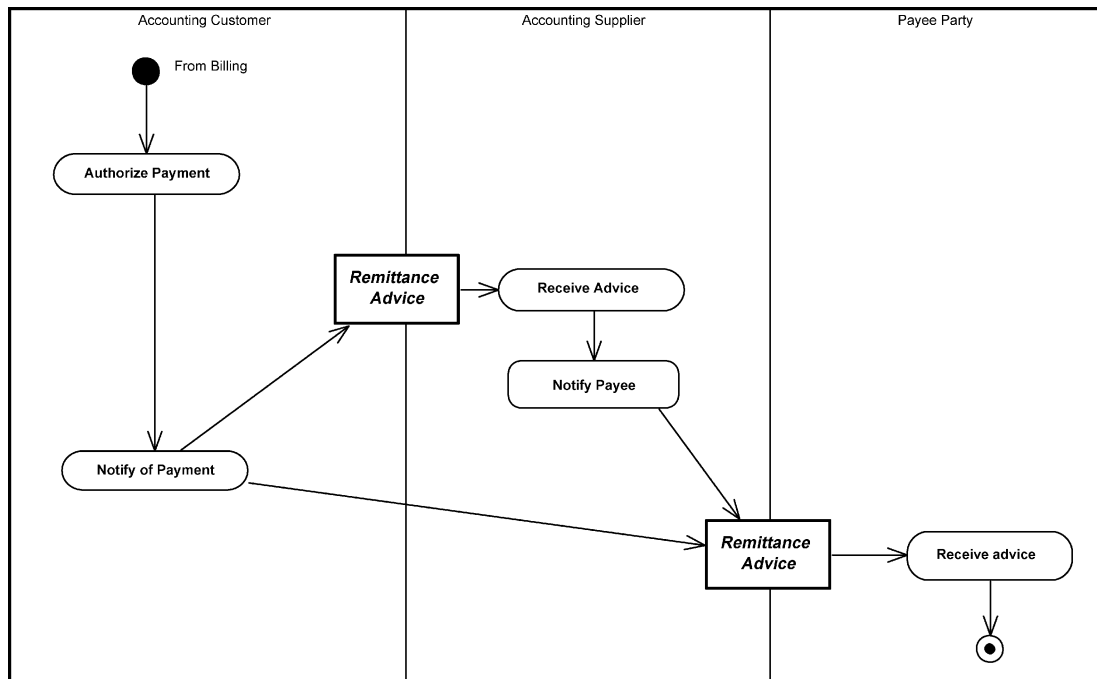 Accounting Customer
Accounting Supplier
Payee Party
From Billing
Authorize Payment
Remittance
Advice
Receive Advice
Notify Payee
Notify of Payment
Remittance
Advice
Receive advice